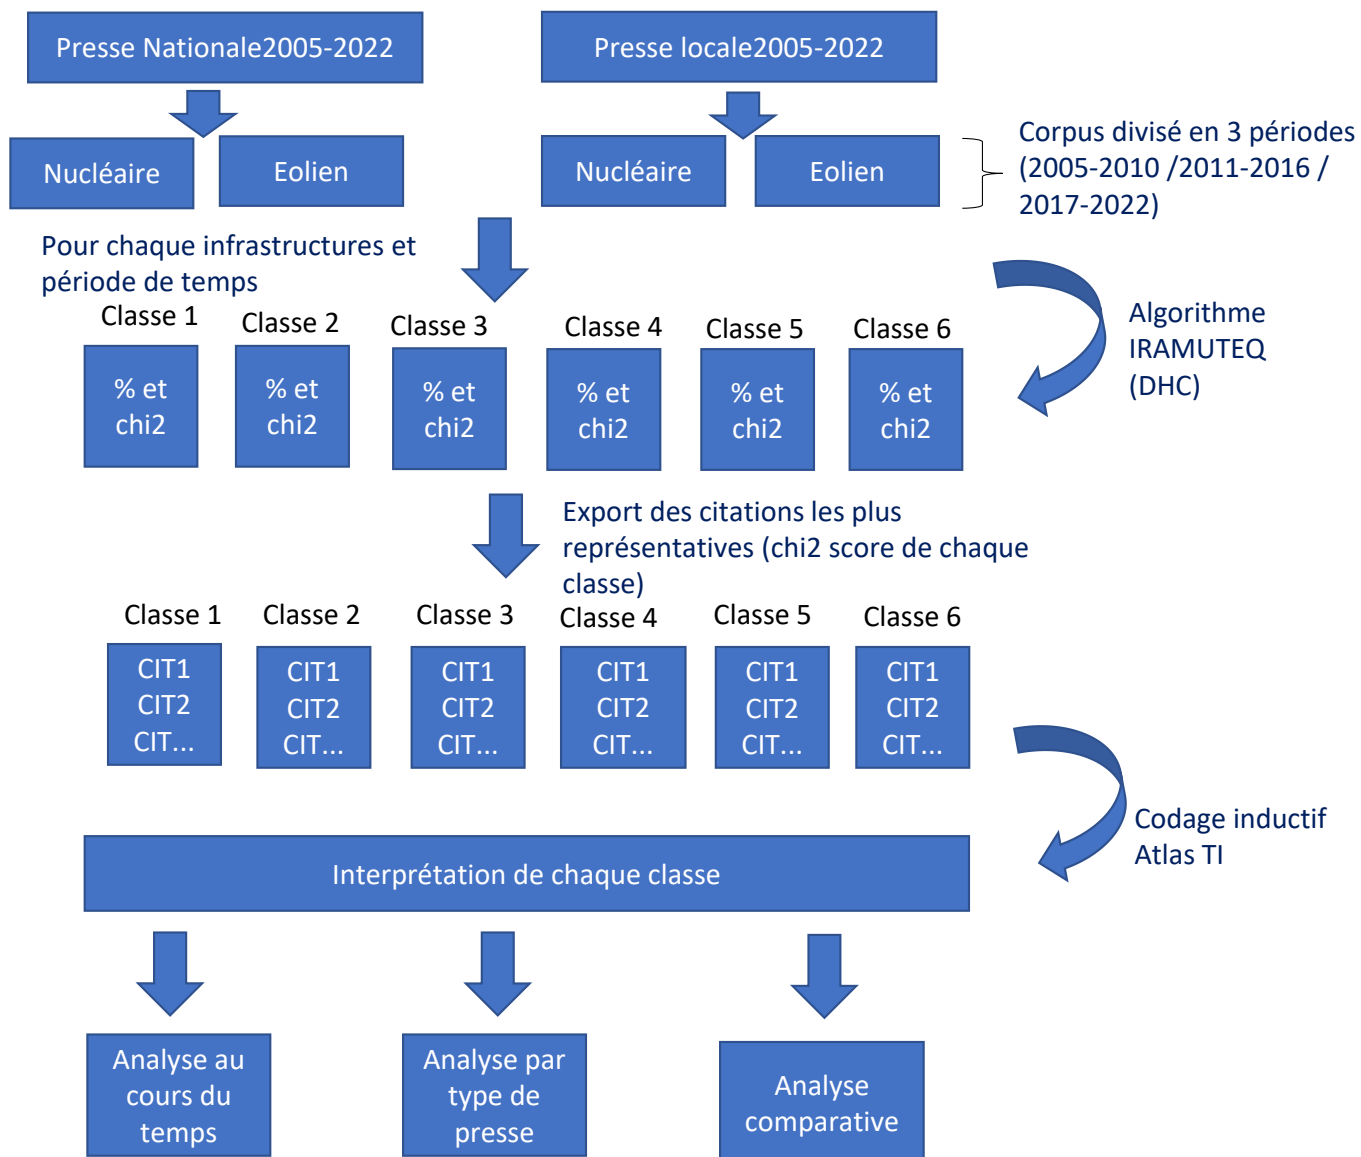 Presse Nationale2005-2022
Presse locale2005-2022
Nucléaire
Eolien
Nucléaire
Eolien
Corpus divisé en 3 périodes
(2005-2010 /2011-2016 /
2017-2022)
Pour chaque infrastructures et
période de temps
Classe 1
Classe 2
Classe 3
Classe 4
Classe 5
Classe 6
% et
chi2
% et
chi2
% et
chi2
% et
chi2
% et
chi2
% et
chi2
Algorithme
IRAMUTEQ
(DHC)
Export des citations les plus
représentatives (chi2 score de chaque
classe)
Classe 1
Classe 2
Classe 3
Classe 4
Classe 5
Classe 6
CIT1
CIT2
CIT...
CIT1
CIT2
CIT...
CIT1
CIT2
CIT...
CIT1
CIT2
CIT...
CIT1
CIT2
CIT...
CIT1
CIT2
CIT...
Codage inductif
Atlas TI
Interprétation de chaque classe
Analyse au
cours du
temps
Analyse par
type de
presse
Analyse
comparative